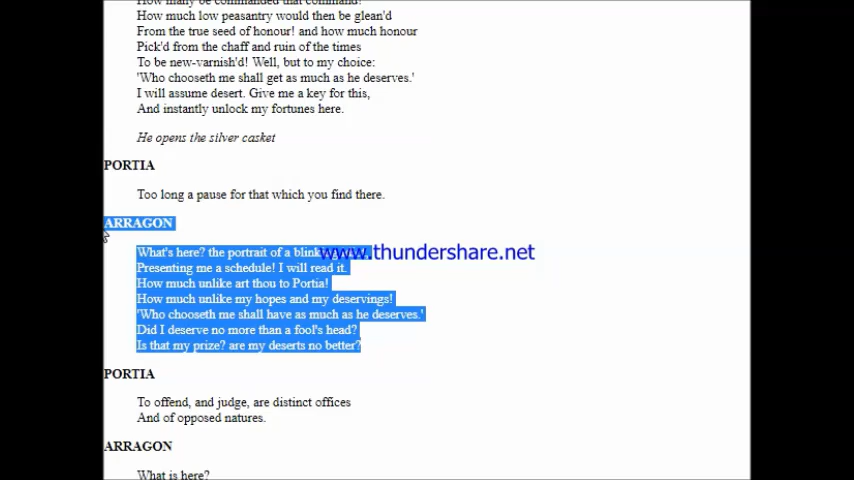 How many be commanded that command!
How much low peasantry would then be glean'd
From the true seed of honour! and how much honour
Pick'd from the chaff and ruin of the times
To be new-varnish'd! Well, but to my choice:
'Who chooseth me shall get as much as he deserves.'
I will assume desert. Give me a key for this,
And instantly unlock my fortunes here.
He opens the silver casket
PORTIA
Too long a pause for that which you find there.
ARRAGON
What's here? the portrait of a blink
www.thundershare.net
Presenting me a schedule! I will read it.
How much unlike art thou to Portia!
How much unlike my hopes and my deservings!
'Who chooseth me shall have as much as he deserves.'
Did I deserve no more than a fool's head?
Is that my prize? are my deserts no better?
PORTIA
To offend, and judge, are distinct offices
And of opposed natures.
ARRAGON
What is here?